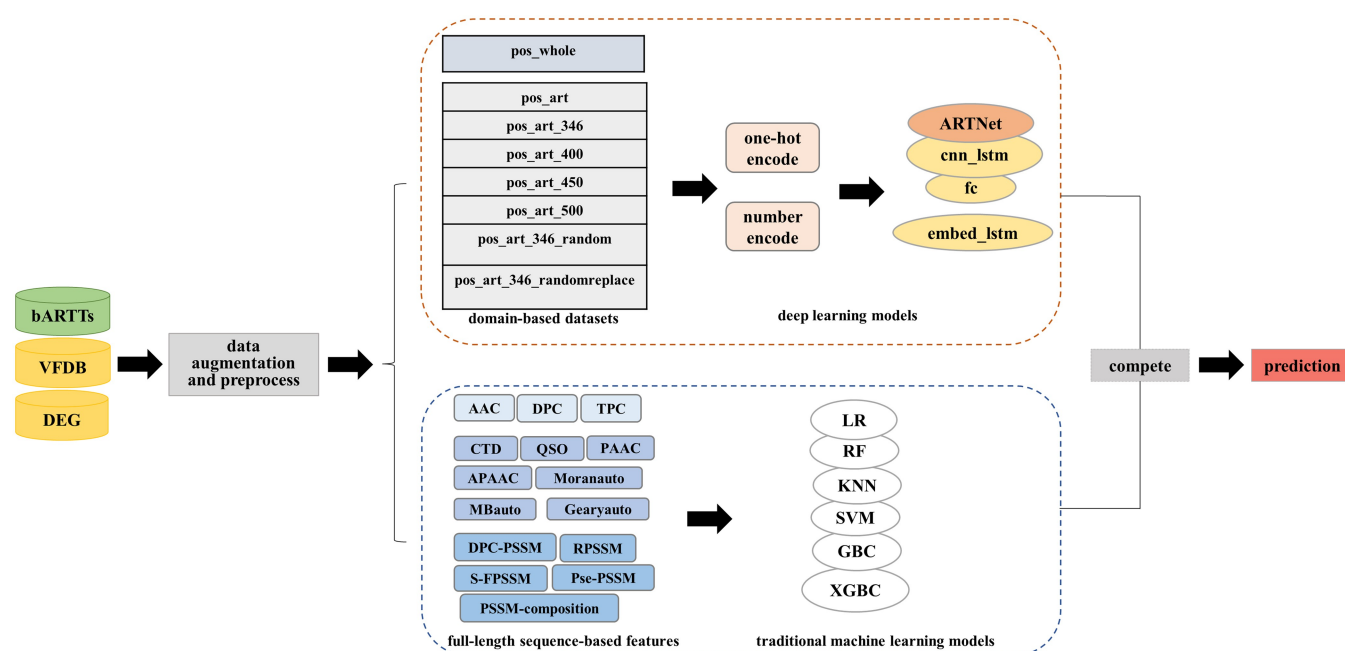 bARTTs
VFDB
DEG
data
augmentation
and preprocess
pos_whole
pos_art
pos_art_346
pos_art_400
pos_art_450
pos_art_500
pos_art_346_random
pos_art_346_randomreplace
domain-based datasets
one-hot
encode
number
encode
ARTNet
cnn_lstm
fc
embed_lstm
deep learning models
AAC
DPC
TPC
CTD
QSO
PAAC
APAAC
Moranauto
MBauto
Gearyauto
DPC-PSSM
RPSSM
S-FPSSM
Pse-PSSM
PSSM-composition
full-length sequence-based features
LR
RF
KNN
SVM
GBC
XGBC
traditional machine learning models
compete
prediction